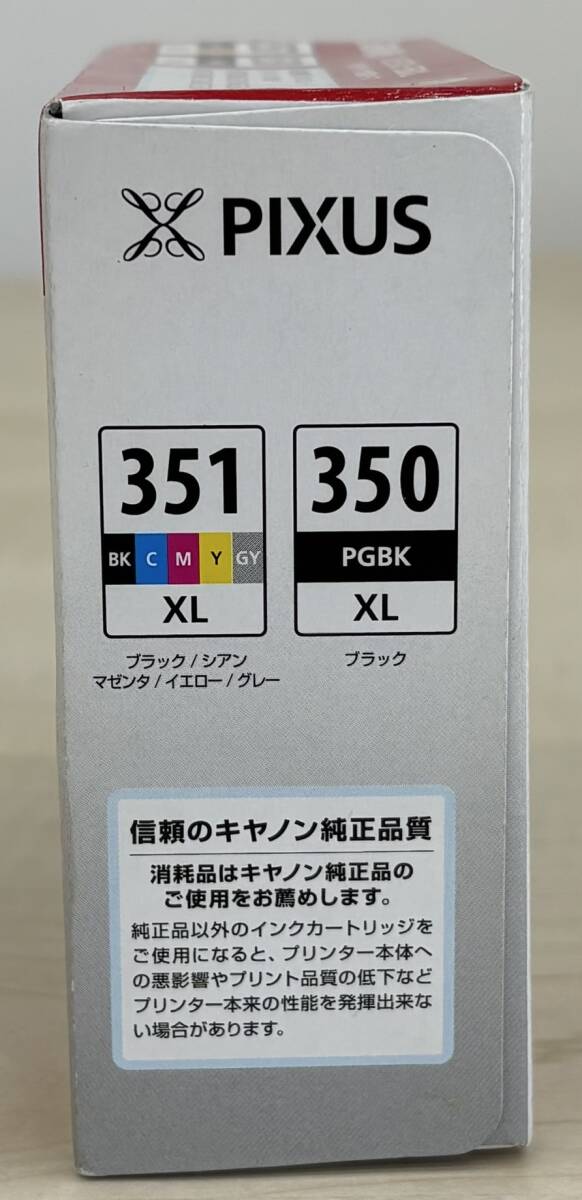 PIXUS
351
BK C M Y GY
XL
ブラック/シアン
マゼンタ/イエロー/グレー
350
PGBK
XL
ブラック
信頼のキヤノン純正品質
消耗品はキヤノン純正品の
ご使用をお薦めします。
純正品以外のインクカートリッジを
ご使用になると、プリンター本体へ
の悪影響やプリント品質の低下など
プリンター本来の性能を発揮出来な
い場合があります。